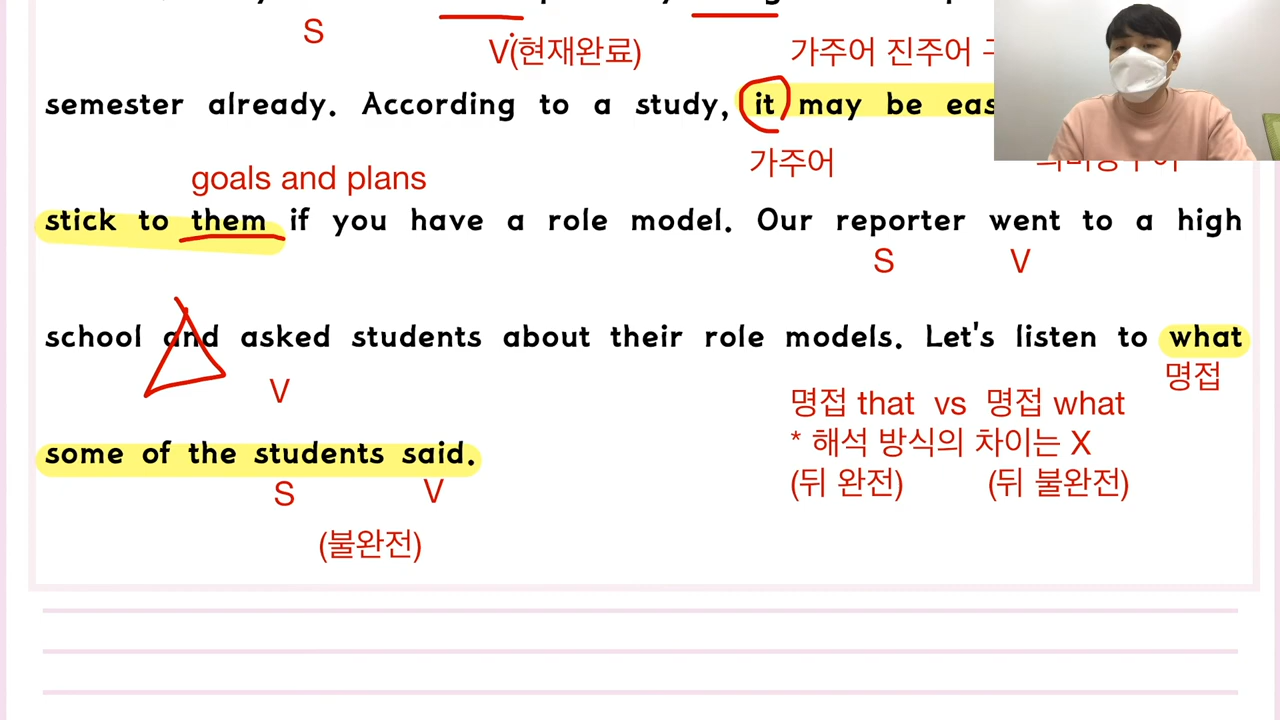 S
V(현재완료)
가주어 진주어
semester already. According to a study, it may be
가주어
goals and plans
stick to them if you have a role model. Our reporter went to a high
S V
school and asked students about their role models. Let's listen to what
V
명접
명접 that vs 명접 what
* 해석 방식의 차이는 X
some of the students said.
(뒤 완전) (뒤 불완전)
S V
(불완전)